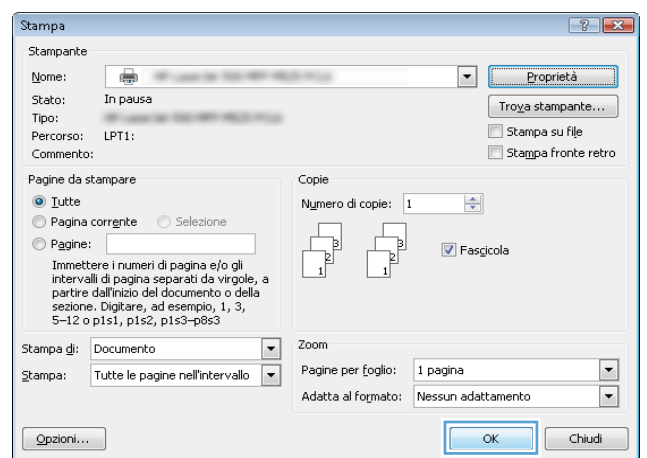 Stampa
Stampante
Nome:
Proprietà
Stato: In pausa
Trova stampante...
Tipo:
Percorso: LPT1:
Stampa su file
Commento:
Stampa fronte retro
Pagine da stampare
Tutte
Pagina corrente Selezione
Pagine:
Immettere i numeri di pagina e/o gli
intervalli di pagina separati da virgole, a
partire dall'inizio del documento o della
sezione. Digitare, ad esempio, 1, 3,
5–12 o p1s1, p1s2, p1s3–p8s3
Copie
Numero di copie: 1
3 3
2 2
1 1
Fascicola
Stampa di: Documento
Stampa: Tutte le pagine nell'intervallo
Zoom
Pagine per foglio: 1 pagina
Adatta al formato: Nessun adattamento
Opzioni...
OK
Chiudi